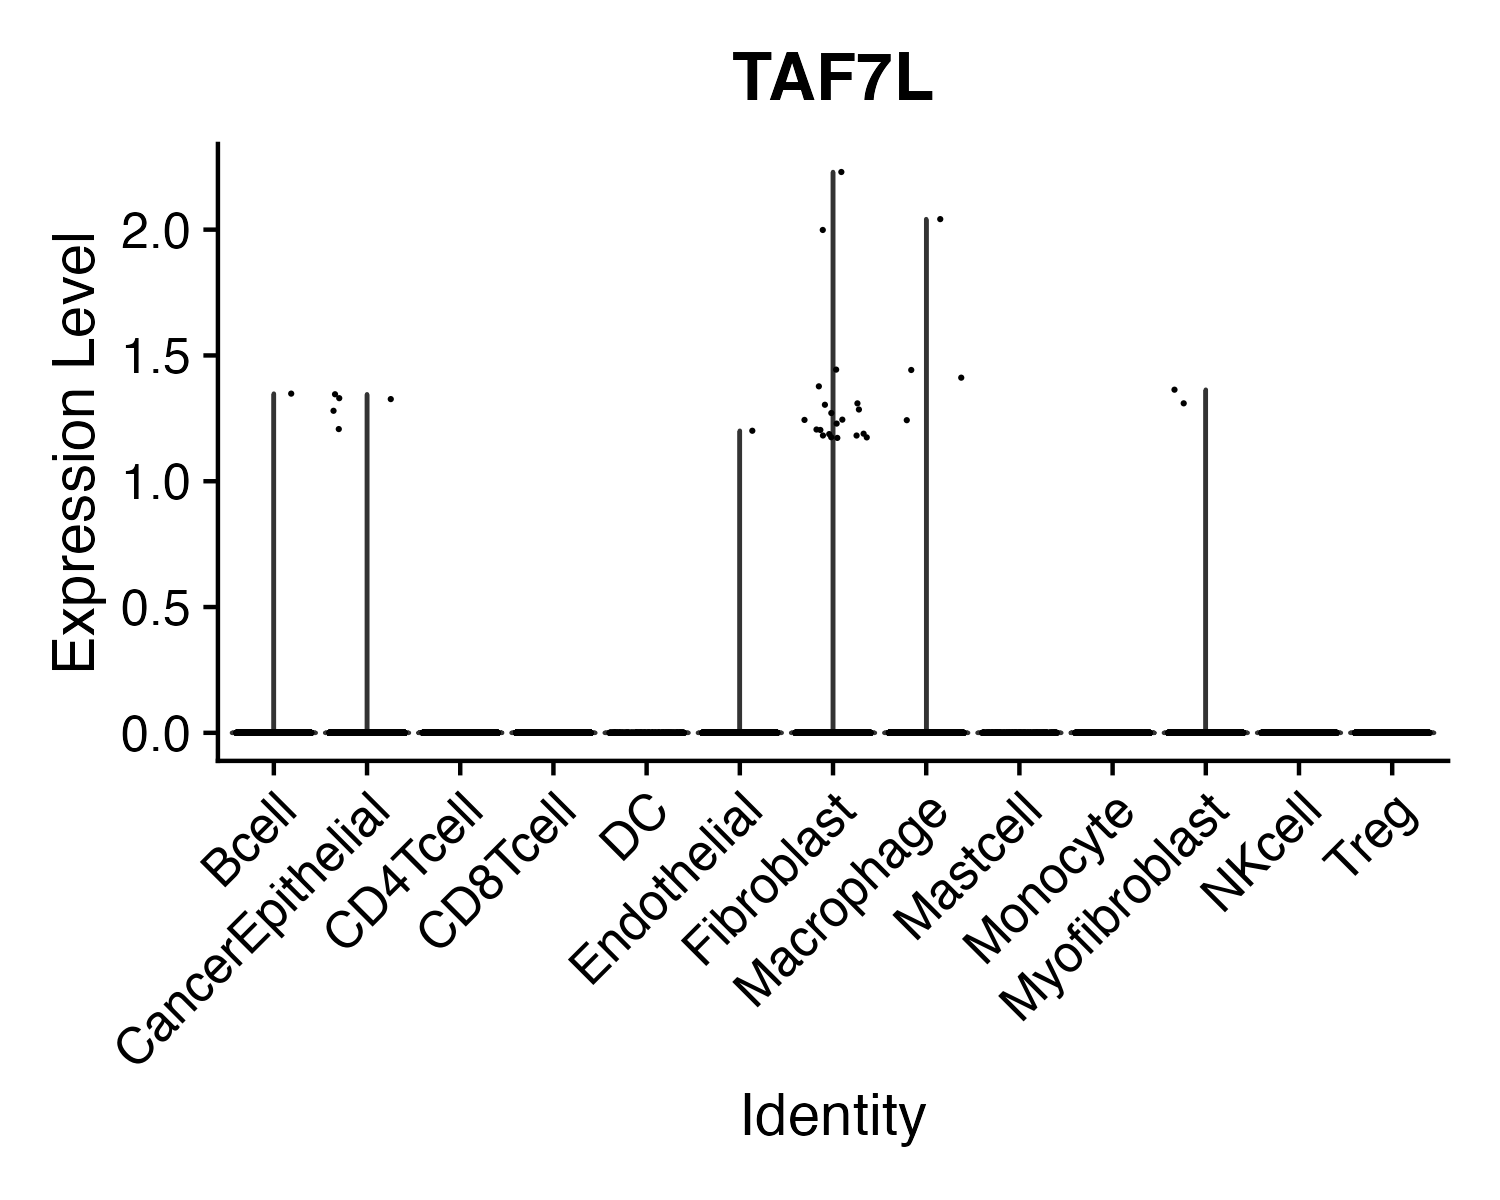 TAF7L
Expression Level
2.0
1.5
1.0
0.5
0.0
Bcell
CancerEpithelial
CD4Tcell
CD8Tcell
DC
Endothelial
Fibroblast
Macrophage
Mastcell
Monocyte
Myofibroblast
NKcell
Treg
Identity